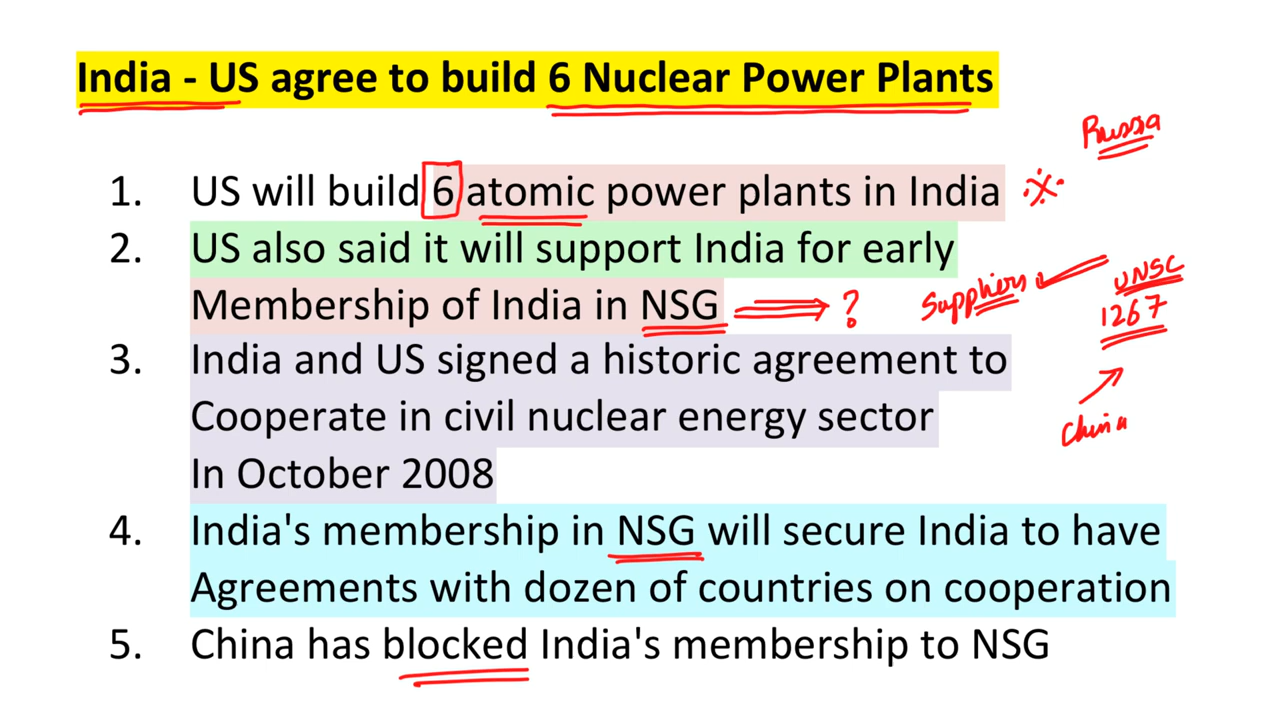 India - US agree to build 6 Nuclear Power Plants
Russia
1. US will build 6 atomic power plants in India
2. US also said it will support India for early
Membership of India in NSG ?
Suppliers
UNSC
1267
3. India and US signed a historic agreement to
Cooperate in civil nuclear energy sector
China
In October 2008
4. India's membership in NSG will secure India to have
Agreements with dozen of countries on cooperation
5. China has blocked India's membership to NSG